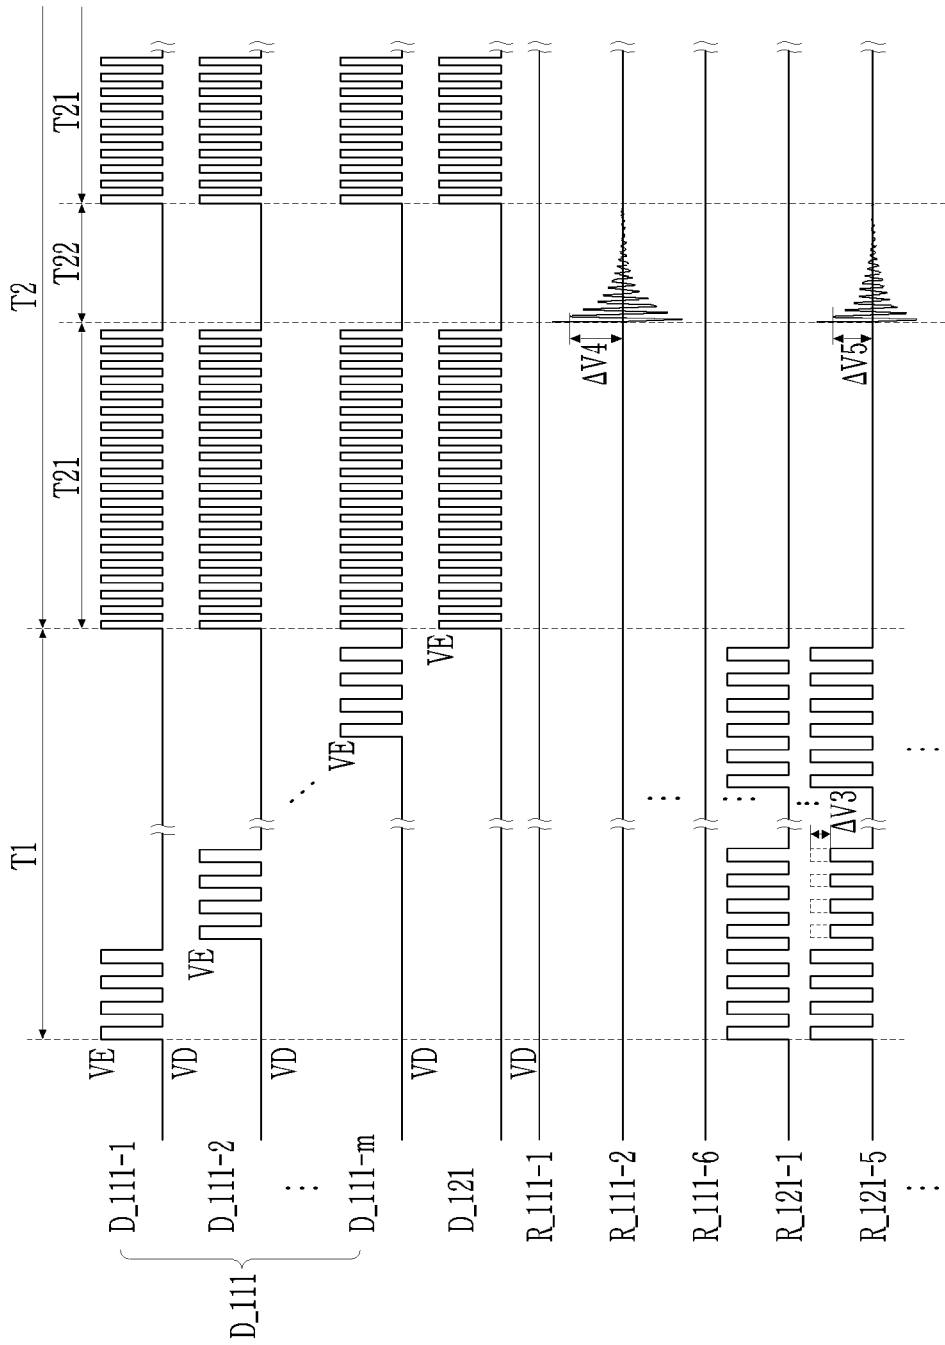 T1
T2
T21
T22
T21
D_111
D_111-1
VE
VD
D_111-2
VE
VD
⋮
D_111-m
VE
VD
D_121
VE
VD
R_111-1
R_111-2
ΔV4
R_111-6
R_121-1
R_121-5
ΔV3
ΔV5
⋮